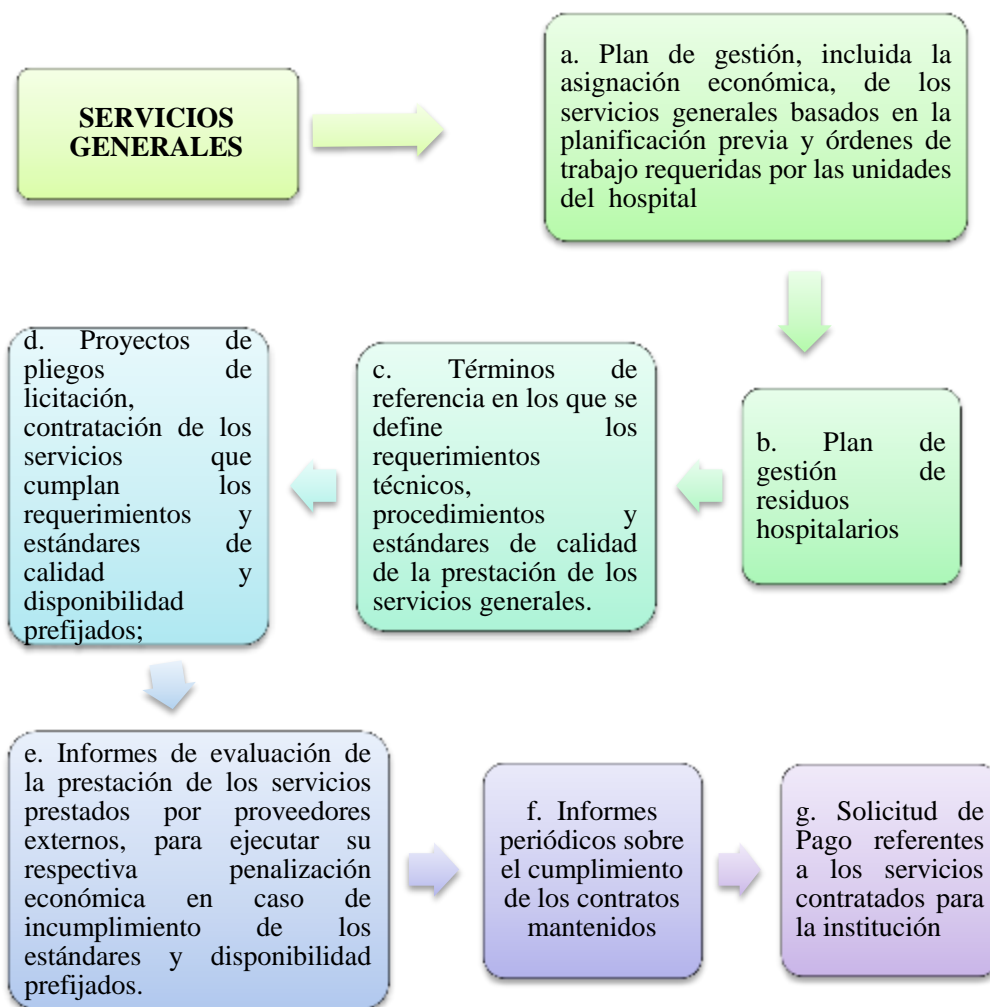 SERVICIOS
GENERALES
a. Plan de gestión, incluida la
asignación económica, de los
servicios generales basados en la
planificación previa y órdenes de
trabajo requeridas por las unidades
del hospital
b. Plan de
gestión de
residuos
hospitalarios
c. Términos de
referencia en los que se
define los
requerimientos
técnicos,
procedimientos y
estándares de calidad
de la prestación de los
servicios generales.
d. Proyectos de
pliegos de
licitación,
contratación de los
servicios que
cumplan los
requerimientos y
estándares de
calidad y
disponibilidad
prefijados;
e. Informes de evaluación de
la prestación de los servicios
prestados por proveedores
externos, para ejecutar su
respectiva penalización
económica en caso de
incumplimiento de los
estándares y disponibilidad
prefijados.
f. Informes
periódicos sobre
el cumplimiento
de los contratos
mantenidos
g. Solicitud de
Pago referentes
a los servicios
contratados para
la institución